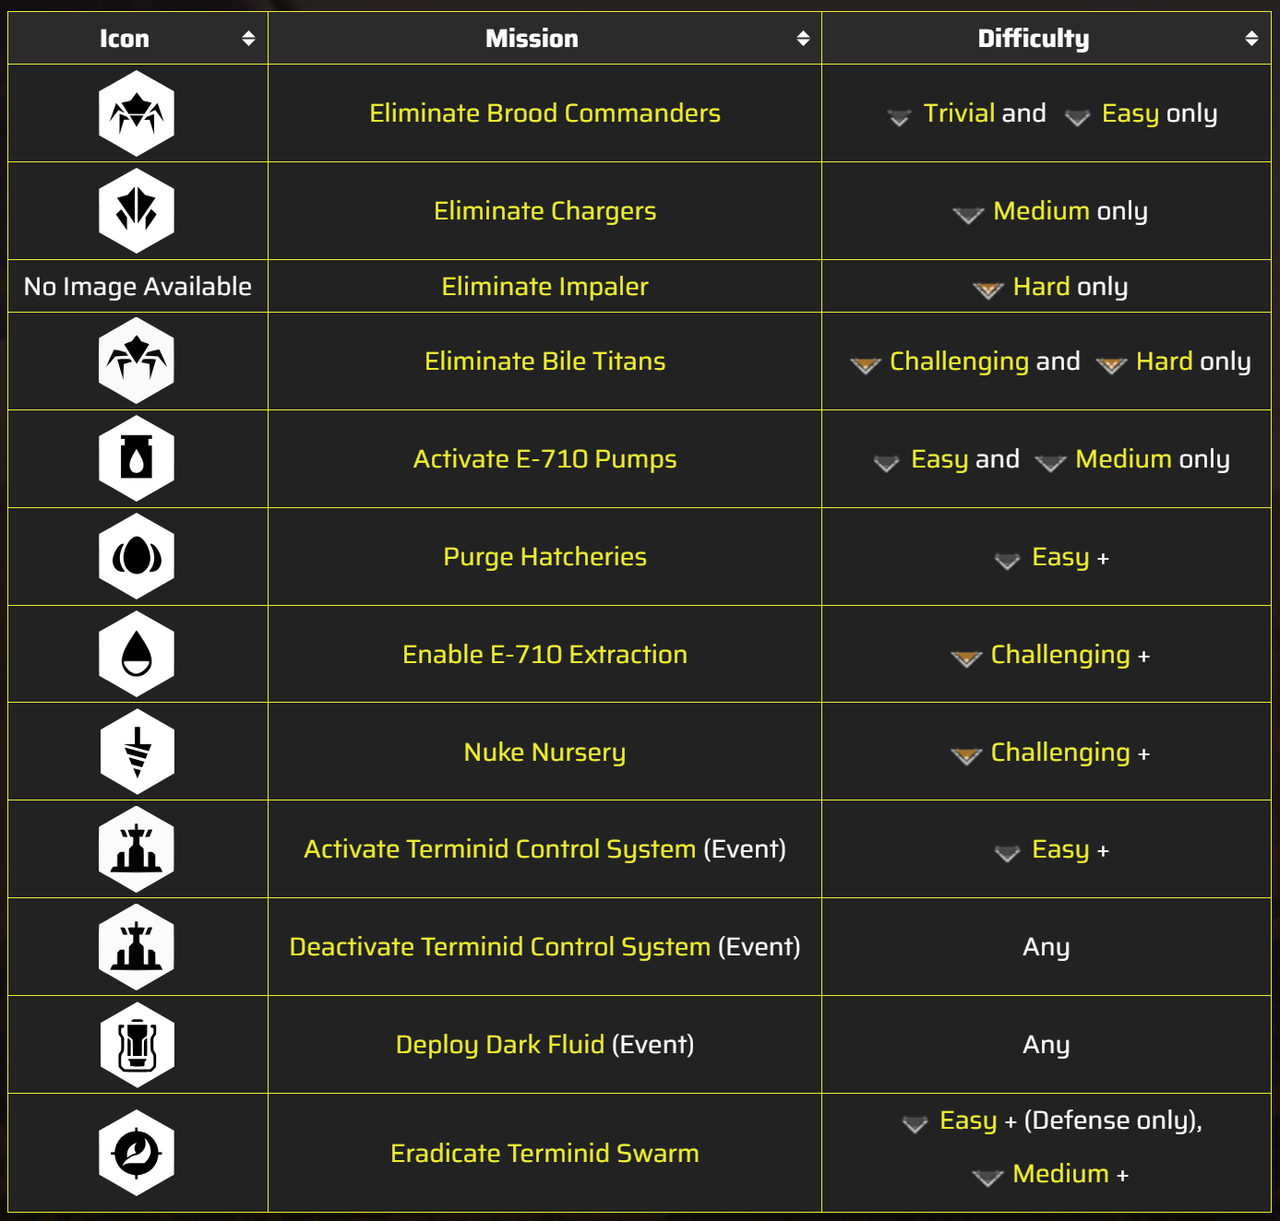 Icon Mission Difficulty
Eliminate Brood Commanders Trivial and Easy only
Eliminate Chargers Medium only
No Image Available Eliminate Impaler Hard only
Eliminate Bile Titans Challenging and Hard only
Activate E-710 Pumps Easy and Medium only
Purge Hatcheries Easy +
Enable E-710 Extraction Challenging +
Nuke Nursery Challenging +
Activate Terminid Control System (Event) Easy +
Deactivate Terminid Control System (Event) Any
Deploy Dark Fluid (Event) Any
Eradicate Terminid Swarm Easy + (Defense only),
Medium +